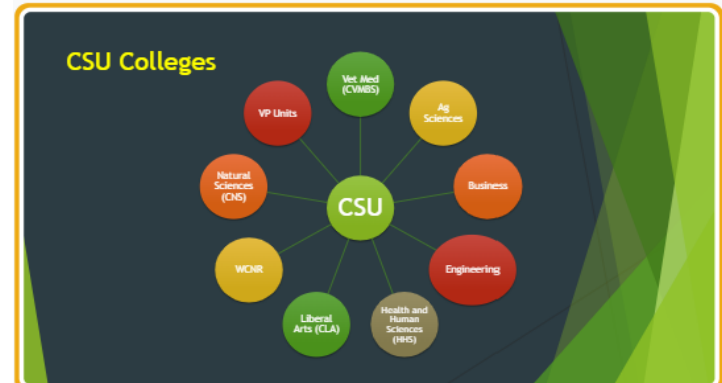 CSU Colleges
Vet Med
(CVMBS)
Ag
Sciences
Business
Engineering
Health and
Human
Sciences
(HHS)
Liberal
Arts (CLA)
WCNR
Natural
Sciences
(CNS)
VP Units
CSU